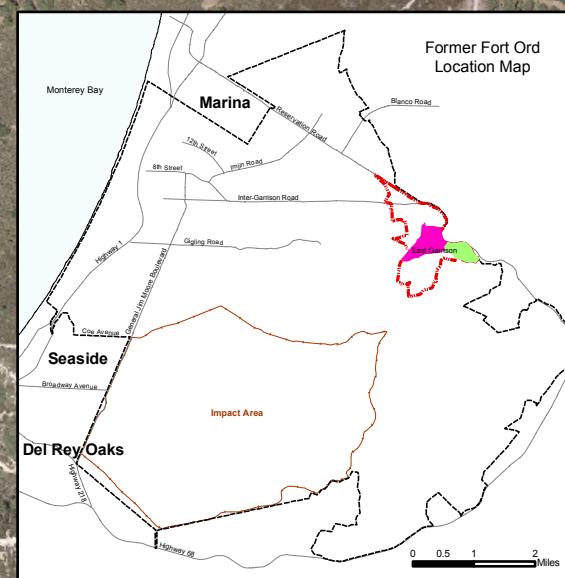 Former Fort Ord
Location Map
Monterey Bay
Marina
Blanco Road
Reservation Road
12th Street
Imjin Road
8th Street
Inter-Garrison Road
Gigling Road
Highway 1
General Jim Moore Boulevard
East Garrison
Coe Avenue
Seaside
Broadway Avenue
Impact Area
Del Rey Oaks
Highway 218
Highway 68
0 0.5 1 2
Miles